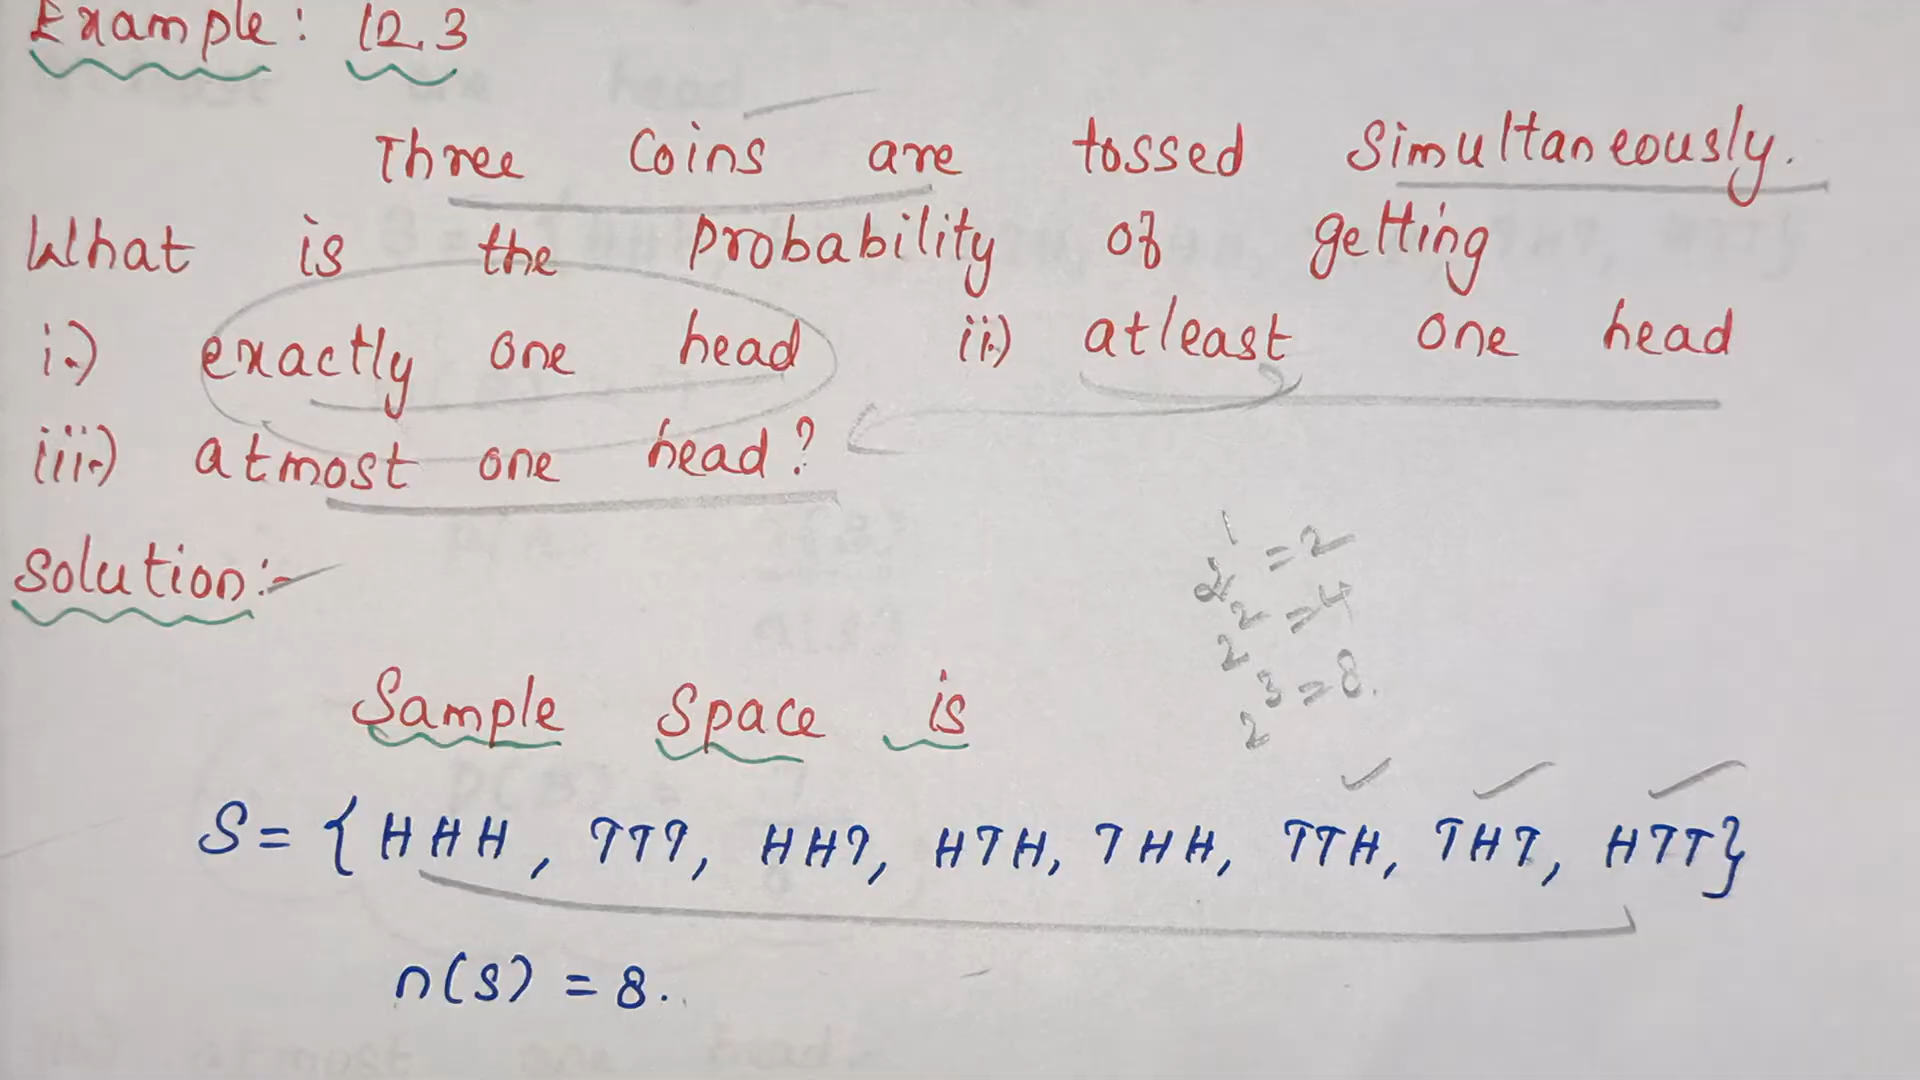 Example: 12.3
Three coins are tossed simultaneously.
What is the probability of getting
i.) exactly one head ii.) atleast one head
iii.) atmost one head?
Solution:-
2¹ = 2
2² = 4
2³ = 8.
Sample Space is
S = { HHH, TTT, HHT, HTH, THH, TTH, THT, HTT}
n(S) = 8.